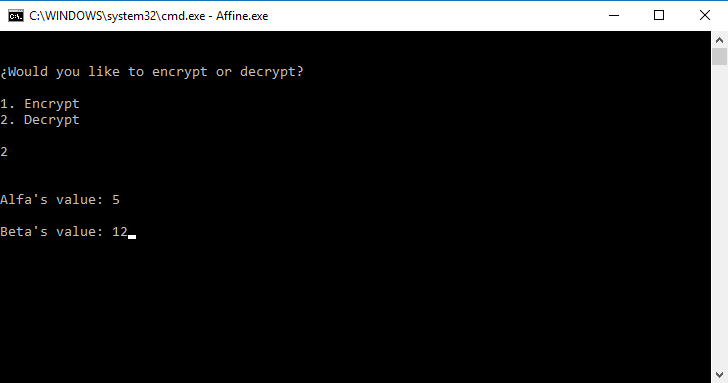 C:\WINDOWS\system32\cmd.exe - Affine.exe
¿Would you like to encrypt or decrypt?
1. Encrypt
2. Decrypt
2
Alfa's value: 5
Beta's value: 12